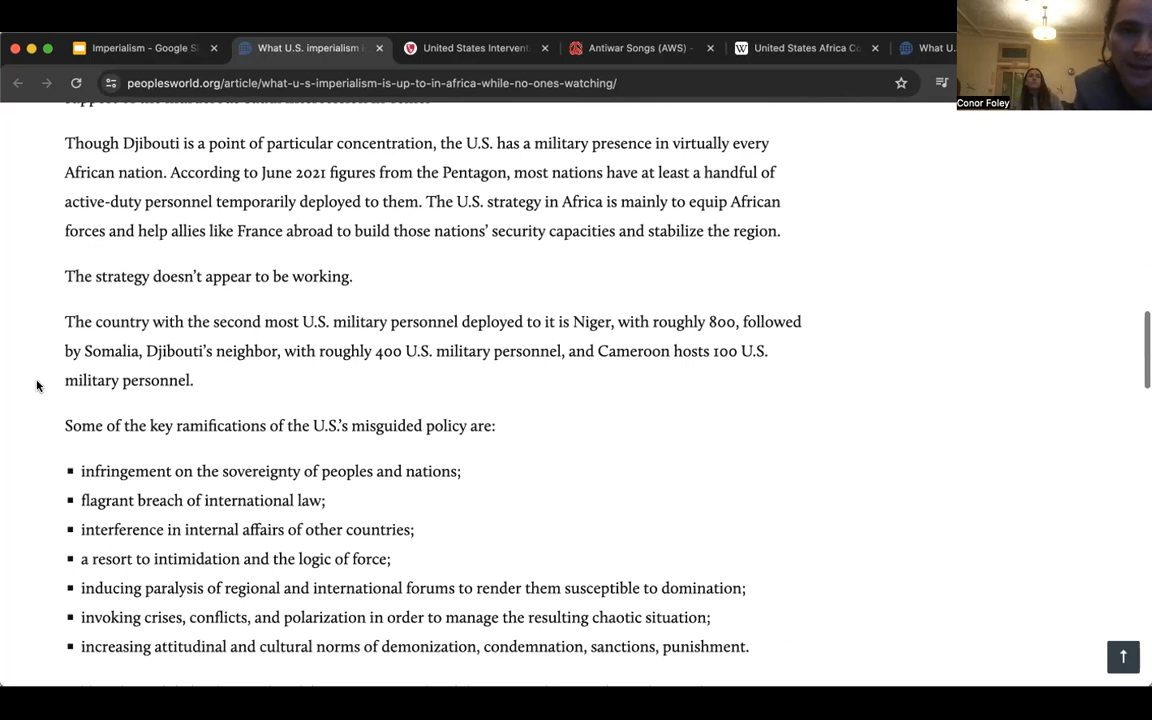 Imperialism - Google S
What U.S. imperialism
United States Interven
Antiwar Songs (AWS) -
United States Africa Co
What U.
peoplesworld.org/article/what-u-s-imperialism-is-up-to-in-africa-while-no-ones-watching/
Conor Foley
Though Djibouti is a point of particular concentration, the U.S. has a military presence in virtually every
African nation. According to June 2021 figures from the Pentagon, most nations have at least a handful of
active-duty personnel temporarily deployed to them. The U.S. strategy in Africa is mainly to equip African
forces and help allies like France abroad to build those nations' security capacities and stabilize the region.
The strategy doesn't appear to be working.
The country with the second most U.S. military personnel deployed to it is Niger, with roughly 800, followed
by Somalia, Djibouti's neighbor, with roughly 400 U.S. military personnel, and Cameroon hosts 100 U.S.
military personnel.
Some of the key ramifications of the U.S.'s misguided policy are:
▪ infringement on the sovereignty of peoples and nations;
▪ flagrant breach of international law;
▪ interference in internal affairs of other countries;
▪ a resort to intimidation and the logic of force;
▪ inducing paralysis of regional and international forums to render them susceptible to domination;
▪ invoking crises, conflicts, and polarization in order to manage the resulting chaotic situation;
▪ increasing attitudinal and cultural norms of demonization, condemnation, sanctions, punishment.